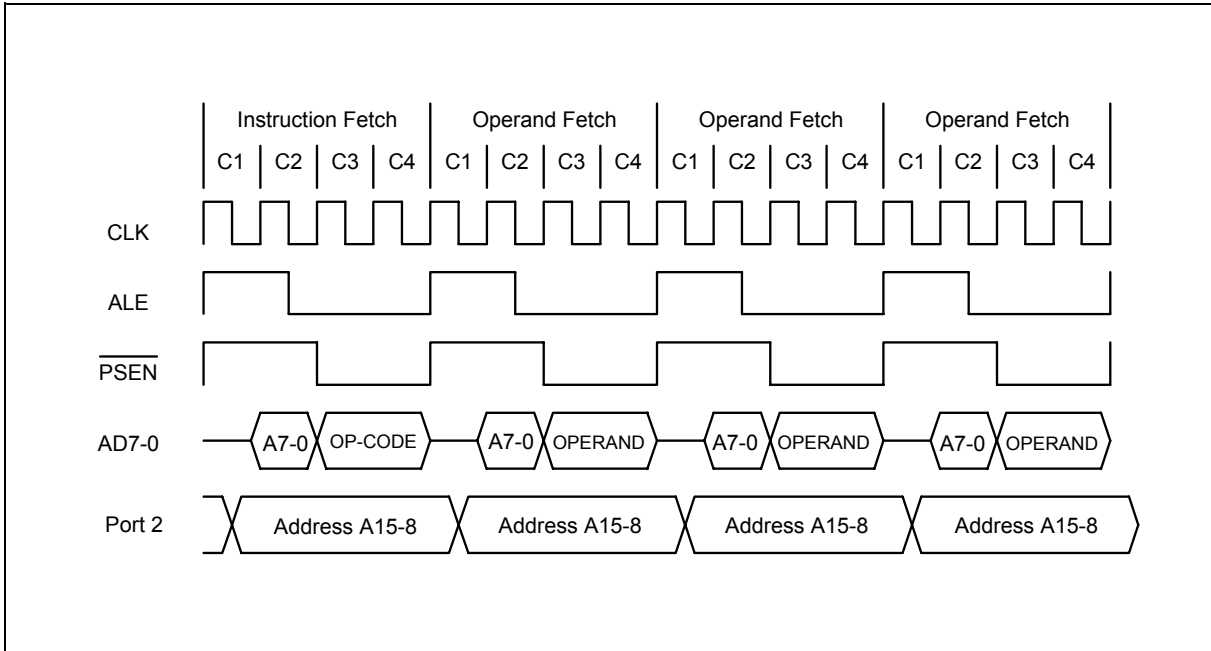 Instruction Fetch Operand Fetch Operand Fetch Operand Fetch
C1 C2 C3 C4 C1 C2 C3 C4 C1 C2 C3 C4 C1 C2 C3 C4
CLK
ALE
PSEN
AD7-0 A7-0 OP-CODE A7-0 OPERAND A7-0 OPERAND A7-0 OPERAND
Port 2 Address A15-8 Address A15-8 Address A15-8 Address A15-8